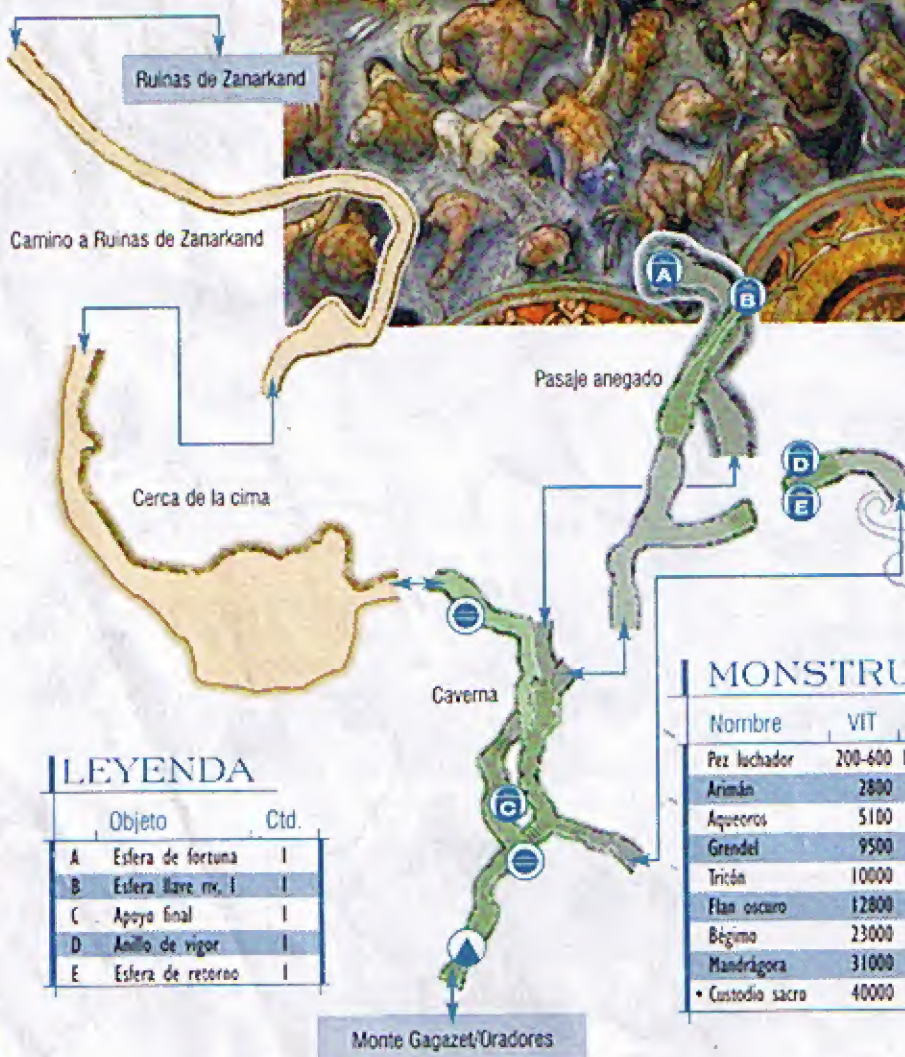 Ruinas de Zanarkand
Camino a Ruinas de Zanarkand
A
B
Pasaje anegado
D
E
Cerca de la cima
Caverna
C
LEYENDA
Objeto Ctd.
A Esfera de fortuna 1
B Esfera llave nv. 1 1
C Apoyo final 1
D Anillo de vigor 1
E Esfera de retorno 1
MONSTRU
Nombre VIT
Pez luchador 200-600
Arimán 2800
Aqueoros 5100
Grendel 9500
Tritón 10000
Flan oscuro 12800
Bégimo 23000
Mandrágora 31000
• Custodio sacro 40000
Monte Gagazet/Oradores